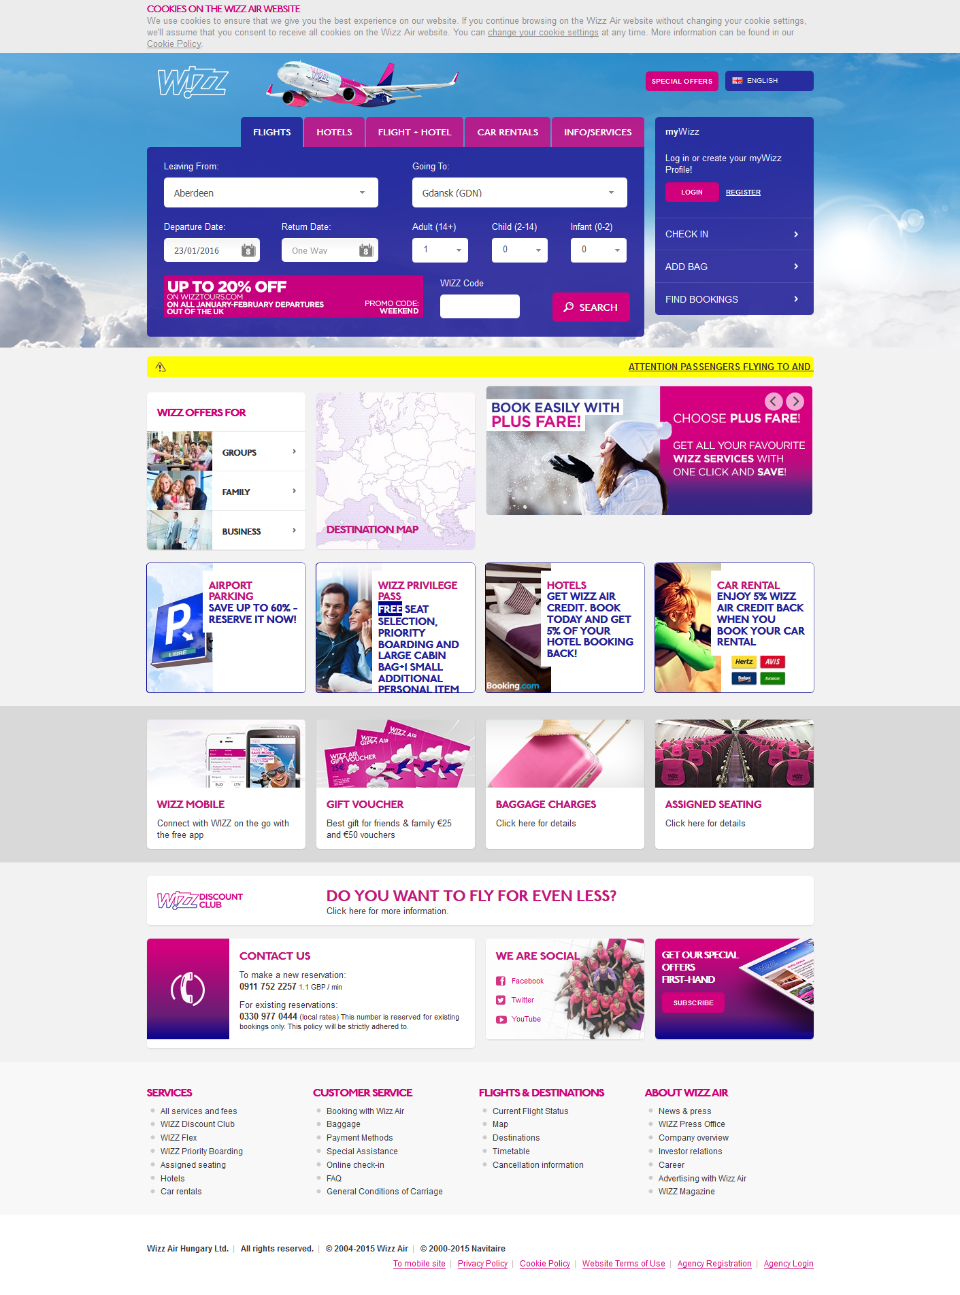 COOKIES ON THE WIZZ AIR WEBSITE
We use cookies to ensure that we give you the best experience on our website. If you continue browsing on the Wizz Air website without changing your cookie settings,
we'll assume that you consent to receive all cookies on the Wizz Air website. You can change your cookie settings at any time. More information can be found in our
Cookie Policy.
WIZZ
SPECIAL OFFERS
ENGLISH
FLIGHTS
HOTELS
FLIGHT + HOTEL
CAR RENTALS
INFO/SERVICES
Leaving From:
Going To:
Aberdeen
Gdansk (GDN)
Departure Date:
Return Date:
Adult (14+)
Child (2-14)
Infant (0-2)
23/01/2016
One Way
1
0
0
UP TO 20% OFF
ON WIZZTOURS.COM
ON ALL JANUARY-FEBRUARY DEPARTURES
OUT OF THE UK
PROMO CODE:
WEEKEND
WIZZ Code
SEARCH
myWizz
Log in or create your myWizz
Profile!
LOGIN
REGISTER
CHECK IN
ADD BAG
FIND BOOKINGS
ATTENTION PASSENGERS FLYING TO AND
WIZZ OFFERS FOR
GROUPS
FAMILY
BUSINESS
DESTINATION MAP
BOOK EASILY WITH
PLUS FARE!
CHOOSE PLUS FARE!
GET ALL YOUR FAVOURITE
WIZZ SERVICES WITH
ONE CLICK AND SAVE!
AIRPORT
PARKING
SAVE UP TO 60% -
RESERVE IT NOW!
P
LIBRE
WIZZ PRIVILEGE
PASS
FREE SEAT
SELECTION,
PRIORITY
BOARDING AND
LARGE CABIN
BAG+1 SMALL
ADDITIONAL
PERSONAL ITEM
HOTELS
GET WIZZ AIR
CREDIT. BOOK
TODAY AND GET
5% OF YOUR
HOTEL BOOKING
BACK!
Booking.com
CAR RENTAL
ENJOY 5% WIZZ
AIR CREDIT BACK
WHEN YOU
BOOK YOUR CAR
RENTAL
Hertz
AVIS
Budget
WIZZ AIR
GIFT VOUCHER
WIZZ MOBILE
Connect with WIZZ on the go with
the free app
GIFT VOUCHER
Best gift for friends & family €25
and €50 vouchers
BAGGAGE CHARGES
Click here for details
ASSIGNED SEATING
Click here for details
WIZZ DISCOUNT
CLUB
DO YOU WANT TO FLY FOR EVEN LESS?
Click here for more information.
CONTACT US
To make a new reservation:
0911 752 2257 1.1 GBP / min
For existing reservations:
0330 977 0444 (local rates) This number is reserved for existing
bookings only. This policy will be strictly adhered to.
WE ARE SOCIAL
Facebook
Twitter
YouTube
GET OUR SPECIAL
OFFERS
FIRST-HAND
SUBSCRIBE
SERVICES
All services and fees
WIZZ Discount Club
WIZZ Flex
WIZZ Priority Boarding
Assigned seating
Hotels
Car rentals
CUSTOMER SERVICE
Booking with Wizz Air
Baggage
Payment Methods
Special Assistance
Online check-in
FAQ
General Conditions of Carriage
FLIGHTS & DESTINATIONS
Current Flight Status
Map
Destinations
Timetable
Cancellation information
ABOUT WIZZ AIR
News & press
WIZZ Press Office
Company overview
Investor relations
Career
Advertising with Wizz Air
WIZZ Magazine
Wizz Air Hungary Ltd. | All rights reserved. | © 2004-2015 Wizz Air | © 2000-2015 Navitaire
To mobile site | Privacy Policy | Cookie Policy | Website Terms of Use | Agency Registration | Agency Login